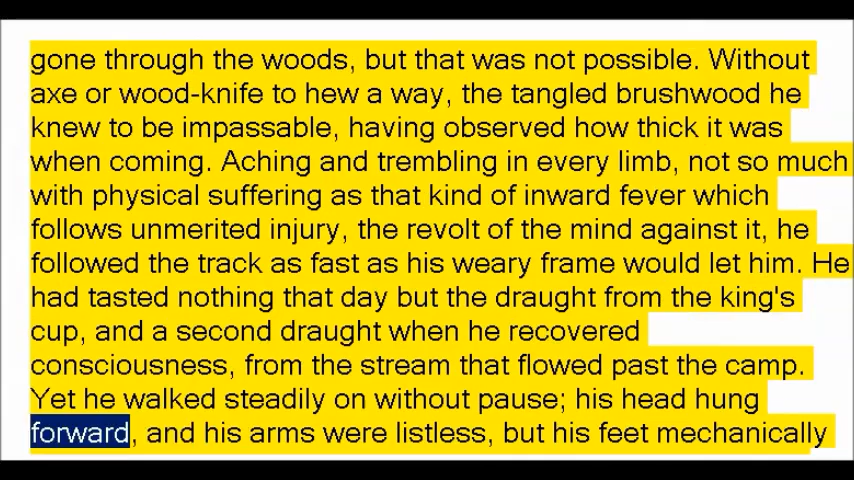 gone through the woods, but that was not possible. Without
axe or wood-knife to hew a way, the tangled brushwood he
knew to be impassable, having observed how thick it was
when coming. Aching and trembling in every limb, not so much
with physical suffering as that kind of inward fever which
follows unmerited injury, the revolt of the mind against it, he
followed the track as fast as his weary frame would let him. He
had tasted nothing that day but the draught from the king's
cup, and a second draught when he recovered
consciousness, from the stream that flowed past the camp.
Yet he walked steadily on without pause; his head hung
forward, and his arms were listless, but his feet mechanically